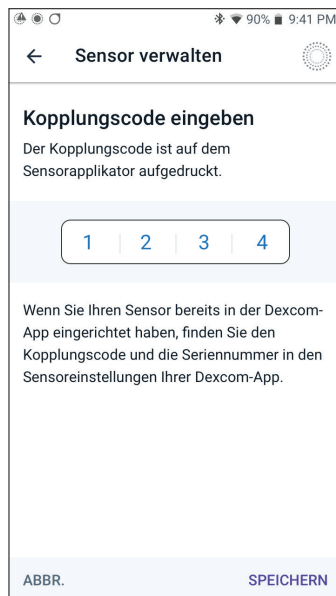 90% 9:41 PM
Sensor verwalten
Kopplungscode eingeben
Der Kopplungscode ist auf dem
Sensorapplikator aufgedruckt.
1 2 3 4
Wenn Sie Ihren Sensor bereits in der Dexcom-
App eingerichtet haben, finden Sie den
Kopplungscode und die Seriennummer in den
Sensoreinstellungen Ihrer Dexcom-App.
ABBR. SPEICHERN